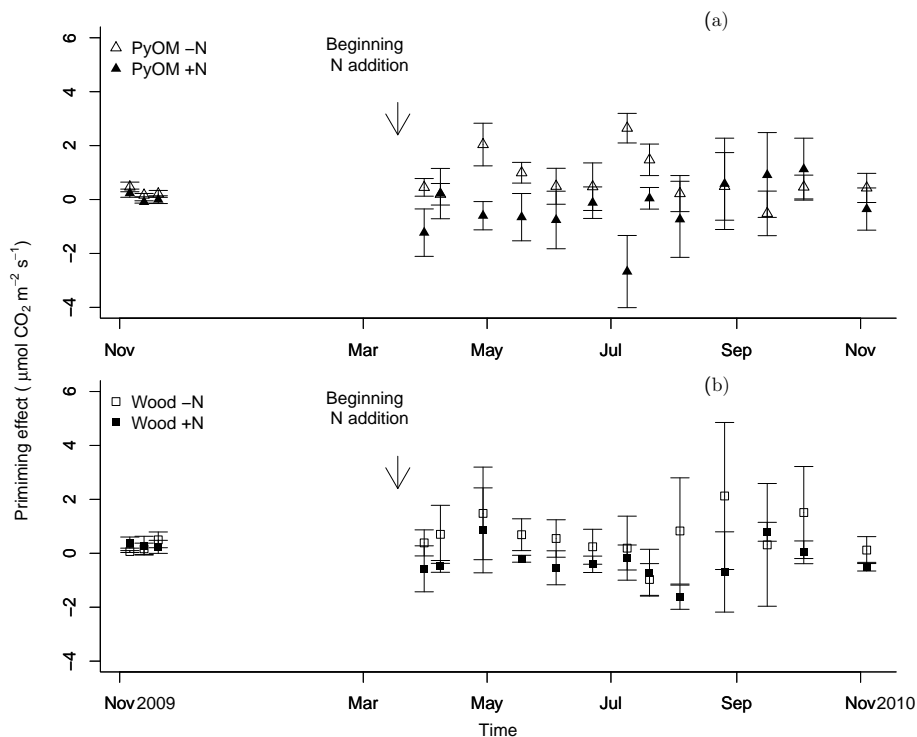 (a)
6
4
2
0
−2
−4
PyOM −N
PyOM +N
Beginning
N addition
Nov
Mar
May
Jul
Sep
Nov
Primiming effect ( μmol CO₂ m⁻² s⁻¹)
(b)
6
4
2
0
−2
−4
Wood −N
Wood +N
Beginning
N addition
Nov 2009
Mar
May
Jul
Sep
Nov 2010
Time